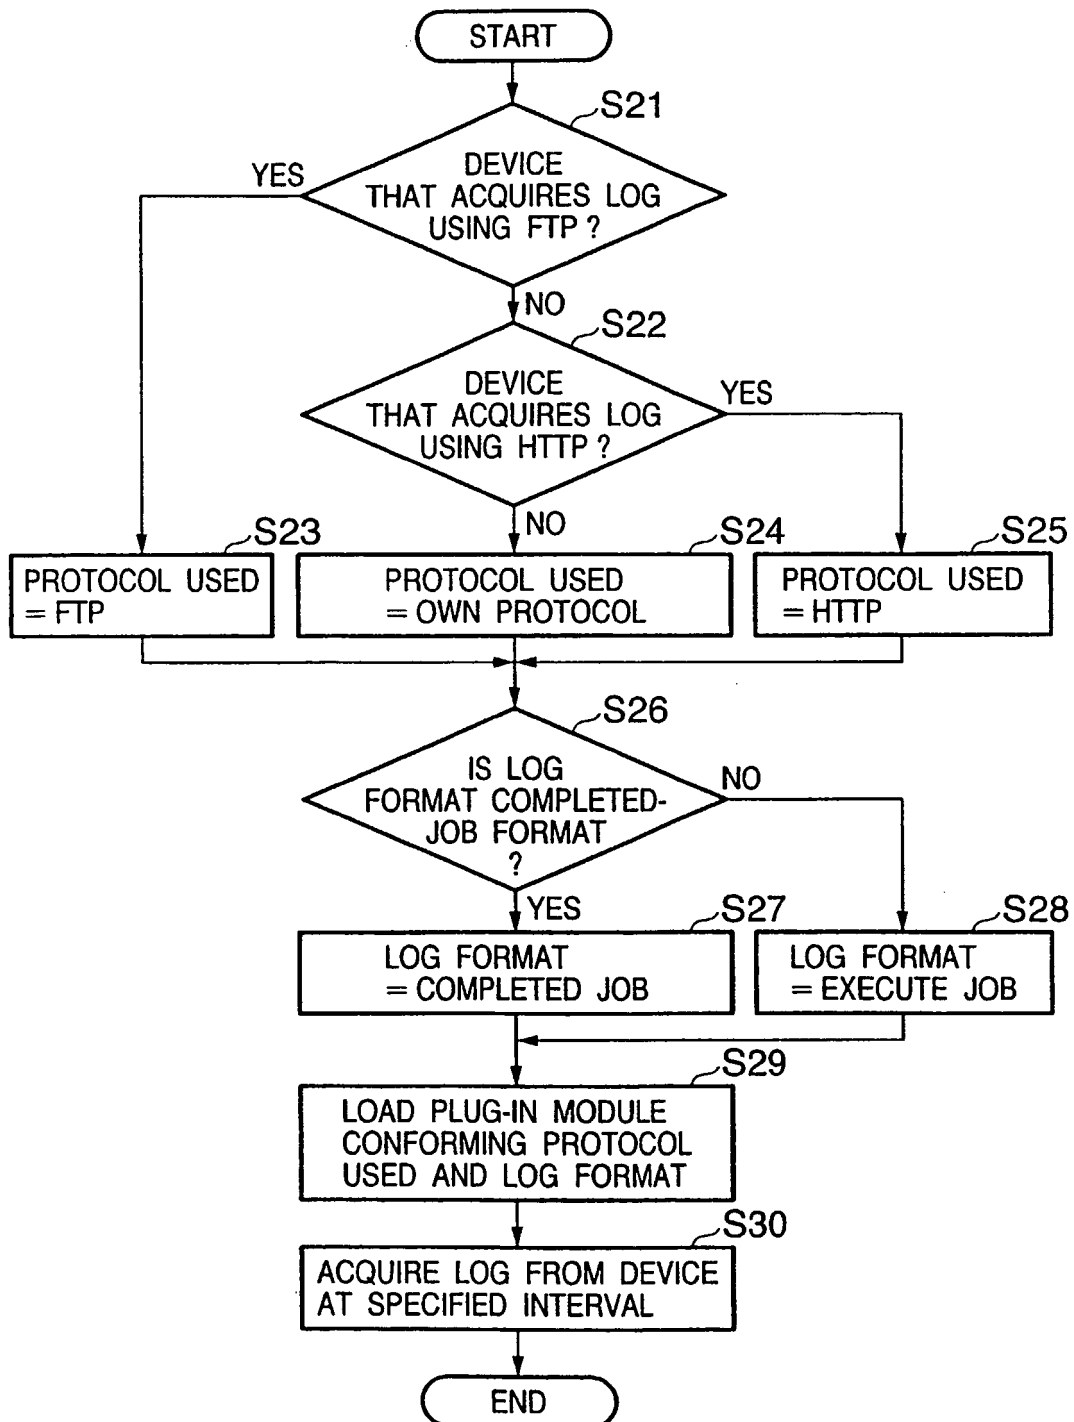 START
S21
DEVICE
THAT ACQUIRES LOG
USING FTP ?
YES
NO
S22
DEVICE
THAT ACQUIRES LOG
USING HTTP ?
YES
NO
S23
PROTOCOL USED
= FTP
S24
PROTOCOL USED
= OWN PROTOCOL
S25
PROTOCOL USED
= HTTP
S26
IS LOG
FORMAT COMPLETED-
JOB FORMAT
?
NO
YES
S27
LOG FORMAT
= COMPLETED JOB
S28
LOG FORMAT
= EXECUTE JOB
S29
LOAD PLUG-IN MODULE
CONFORMING PROTOCOL
USED AND LOG FORMAT
S30
ACQUIRE LOG FROM DEVICE
AT SPECIFIED INTERVAL
END